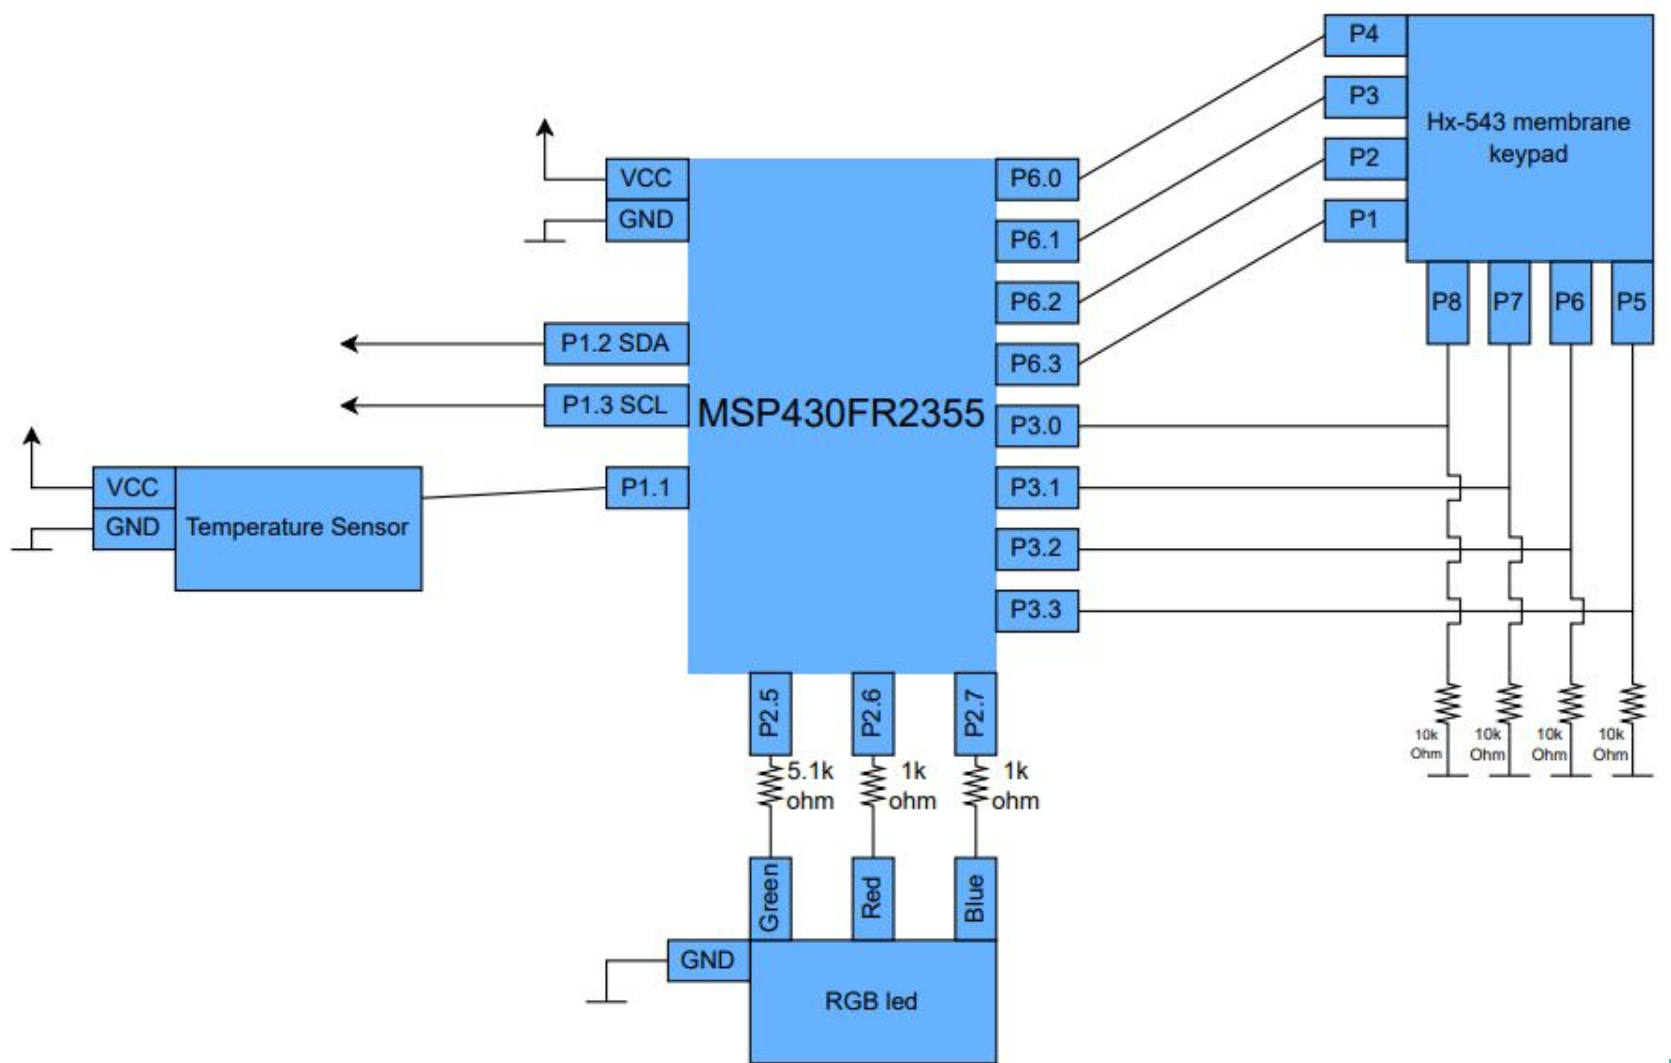 P4
P3
P2
P1
Hx-543 membrane
keypad
P8
P7
P6
P5
VCC
GND
P1.2 SDA
P1.3 SCL
P1.1
MSP430FR2355
P6.0
P6.1
P6.2
P6.3
P3.0
P3.1
P3.2
P3.3
VCC
GND
Temperature Sensor
P2.5
P2.6
P2.7
5.1k
ohm
1k
ohm
1k
ohm
10k
Ohm
10k
Ohm
10k
Ohm
10k
Ohm
Green
Red
Blue
GND
RGB led